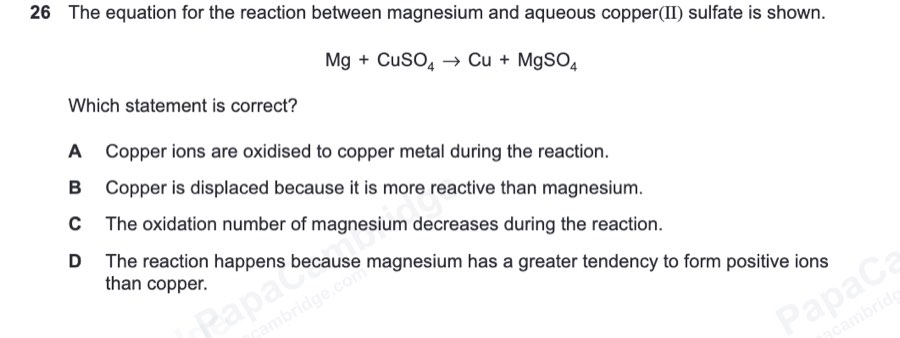 26 The equation for the reaction between magnesium and aqueous copper(II) sulfate is shown.
Mg + CuSO₄ → Cu + MgSO₄
Which statement is correct?
A Copper ions are oxidised to copper metal during the reaction.
B Copper is displaced because it is more reactive than magnesium.
C The oxidation number of magnesium decreases during the reaction.
D The reaction happens because magnesium has a greater tendency to form positive ions
than copper.